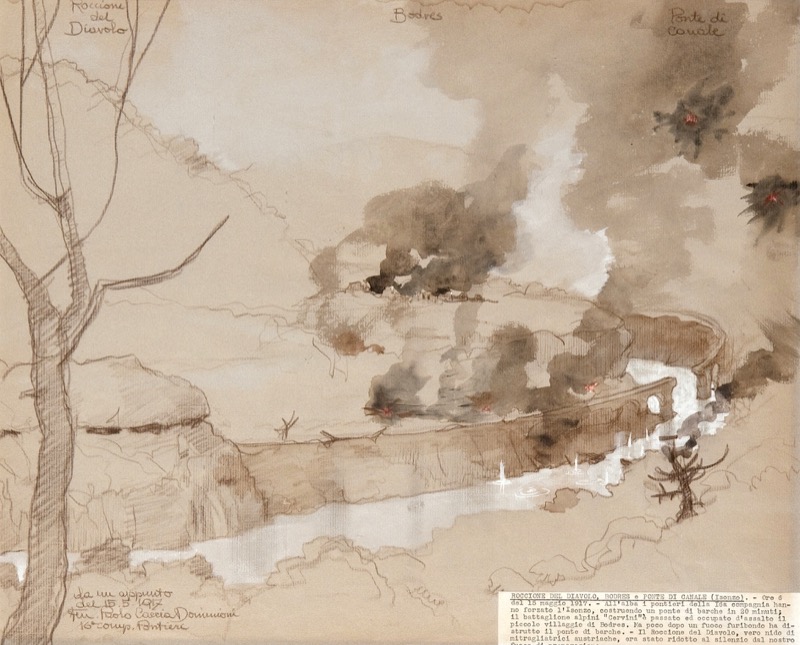 Roccione
del
Diavolo
Bodres
Ponte di
Canale
da un appunto
del 15.5.1917
Ten. Paolo Caccia Dominioni
16ª comp. Pontieri
ROCCIONE DEL DIAVOLO, BODRES e PONTE DI CANALE (Isonzo). - Ore 6
del 15 maggio 1917. - All'alba i pontieri della 16a compagnia han-
no forzato l'Isonzo, costruendo un ponte di barche in 20 minuti;
il battaglione alpini "Cervini" è passato ed occupato d'assalto il
piccolo villaggio di Bodres. Ma poco dopo un fuoco furibondo ha di-
strutto il ponte di barche. - Il Roccione del Diavolo, vero nido di
mitragliatrici austriache, era stato ridotto al silenzio dal nostro